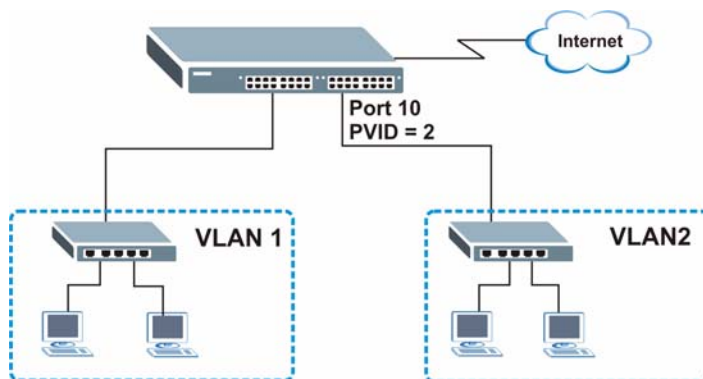 Internet
Port 10
PVID = 2
VLAN 1
VLAN2